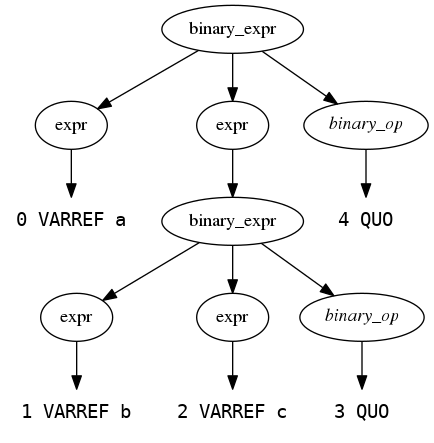 binary_expr
expr expr binary_op
0 VARREF a 4 QUO
binary_expr
expr expr binary_op
1 VARREF b 2 VARREF c 3 QUO